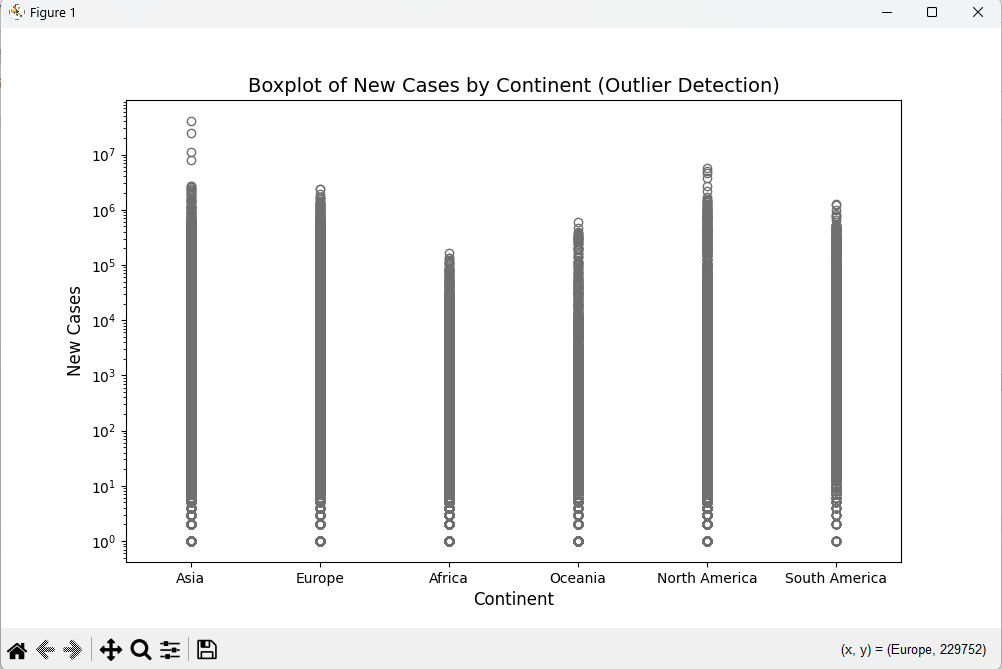 Figure 1
Boxplot of New Cases by Continent (Outlier Detection)
New Cases
10⁷
10⁶
10⁵
10⁴
10³
10²
10¹
10⁰
Asia Europe Africa Oceania North America South America
Continent
(x, y) = (Europe, 229752)